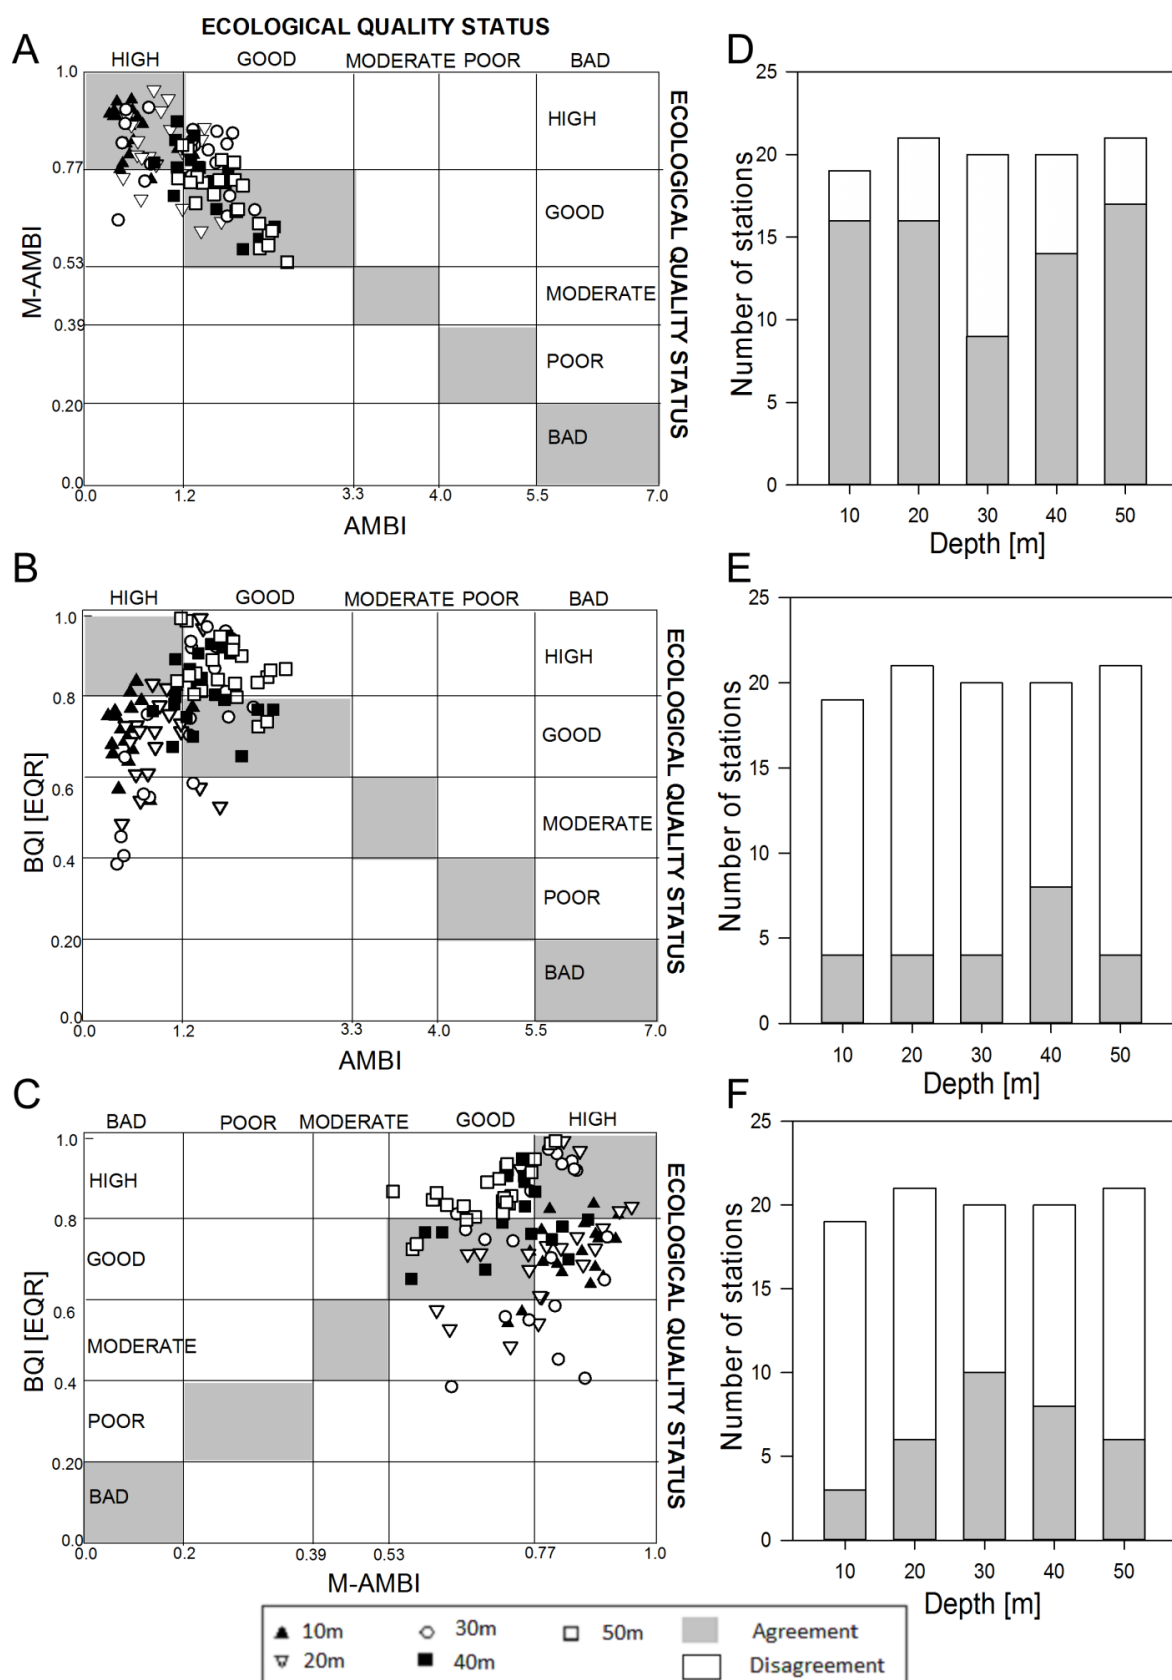 ECOLOGICAL QUALITY STATUS
A
HIGH GOOD MODERATE POOR BAD
1.0
0.77
0.53
0.39
0.20
0.0
M-AMBI
HIGH
GOOD
MODERATE
POOR
BAD
ECOLOGICAL QUALITY STATUS
0.0 1.2 3.3 4.0 5.5 7.0
AMBI
D
25
20
15
10
5
0
Number of stations
10 20 30 40 50
Depth [m]
B
HIGH GOOD MODERATE POOR BAD
1.0
0.8
0.6
0.4
0.20
0.0
BQI [EQR]
HIGH
GOOD
MODERATE
POOR
BAD
ECOLOGICAL QUALITY STATUS
0.0 1.2 3.3 4.0 5.5 7.0
AMBI
E
25
20
15
10
5
0
Number of stations
10 20 30 40 50
Depth [m]
C
BAD POOR MODERATE GOOD HIGH
1.0
0.8
0.6
0.4
0.20
0.0
BQI [EQR]
HIGH
GOOD
MODERATE
POOR
BAD
ECOLOGICAL QUALITY STATUS
0.0 0.2 0.39 0.53 0.77 1.0
M-AMBI
F
25
20
15
10
5
0
Number of stations
10 20 30 40 50
Depth [m]
10m 30m 50m Agreement
20m 40m Disagreement